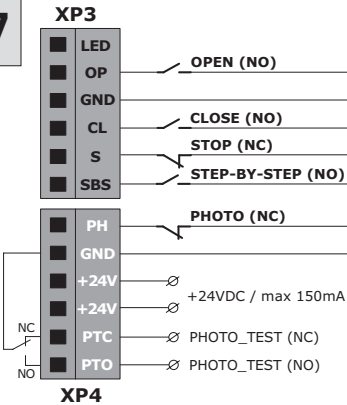 7
XP3
LED
OP OPEN (NO)
GND
CL CLOSE (NO)
S STOP (NC)
SBS STEP-BY-STEP (NO)
PH PHOTO (NC)
GND
+24V
+24VDC / max 150mA
+24V
NC PTC PHOTO_TEST (NC)
NO PTO PHOTO_TEST (NO)
XP4